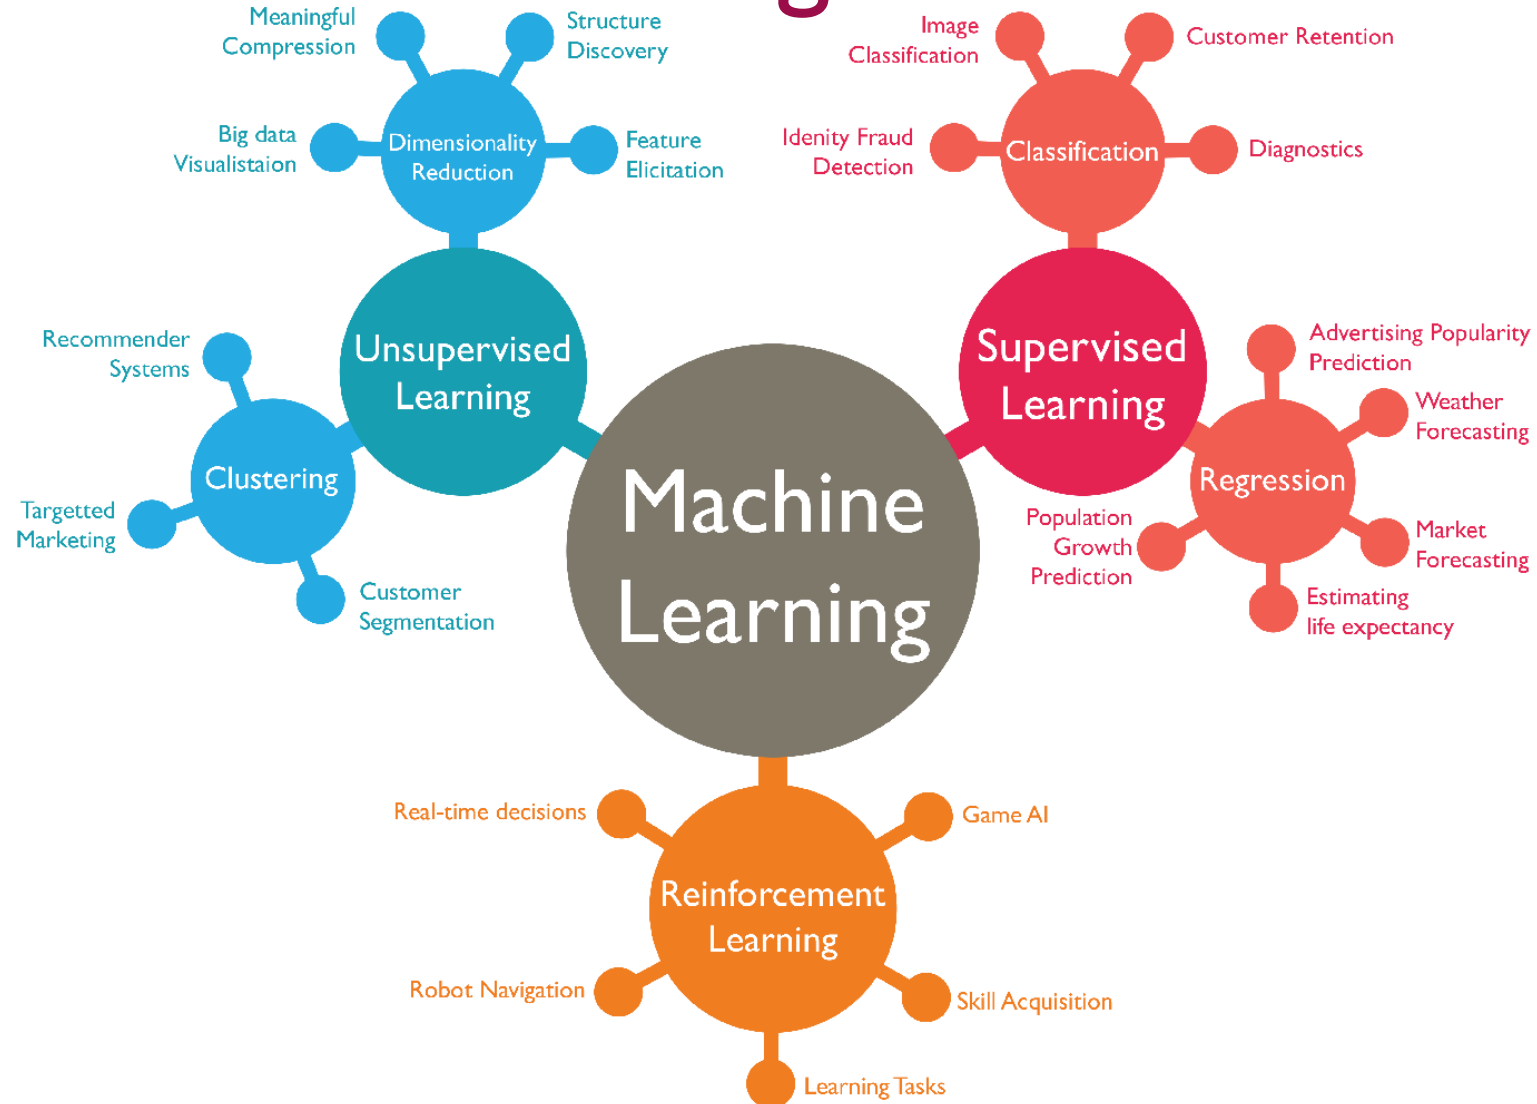 Meaningful
Compression
Structure
Discovery
Big data
Visualistaion
Dimensionality
Reduction
Feature
Elicitation
Image
Classification
Customer Retention
Idenity Fraud
Detection
Classification
Diagnostics
Recommender
Systems
Unsupervised
Learning
Clustering
Targetted
Marketing
Customer
Segmentation
Machine
Learning
Supervised
Learning
Advertising Popularity
Prediction
Weather
Forecasting
Regression
Population
Growth
Prediction
Market
Forecasting
Estimating
life expectancy
Real-time decisions
Game AI
Reinforcement
Learning
Robot Navigation
Skill Acquisition
Learning Tasks